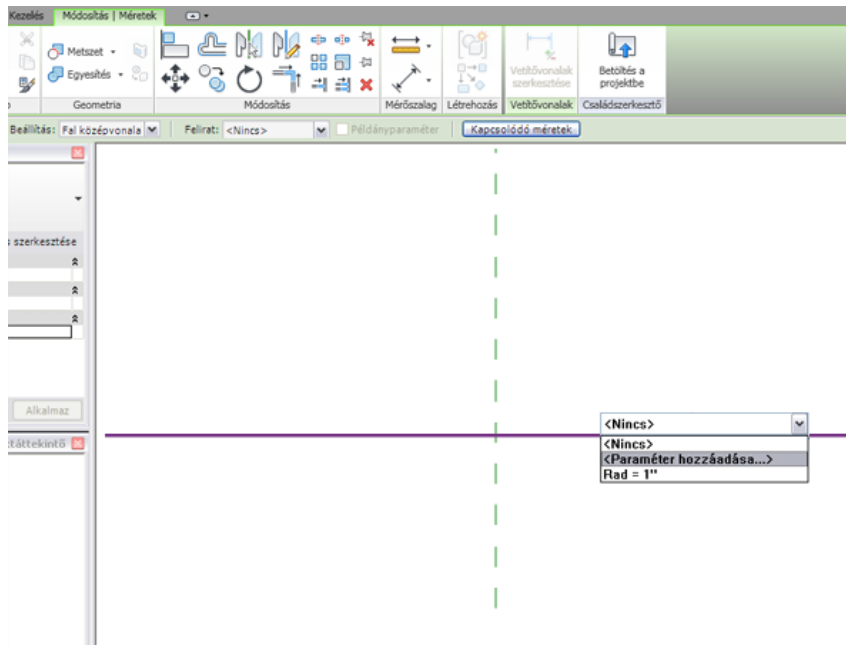 Kezelés Módosítás | Méretek
Metszet
Egyesítés
Vetítővonalak szerkesztése
Betöltés a projektbe
Geometria Módosítás Mérőszalag Létrehozás Vetítővonalak Családszerkesztő
Beállítás: Fal középvonala Felirat: <Nincs> Példányparaméter Kapcsolódó méretek
s szerkesztése
Alkalmaz
<Nincs>
táttekintő
<Nincs>
<Paraméter hozzáadása...>
Rad = 1"